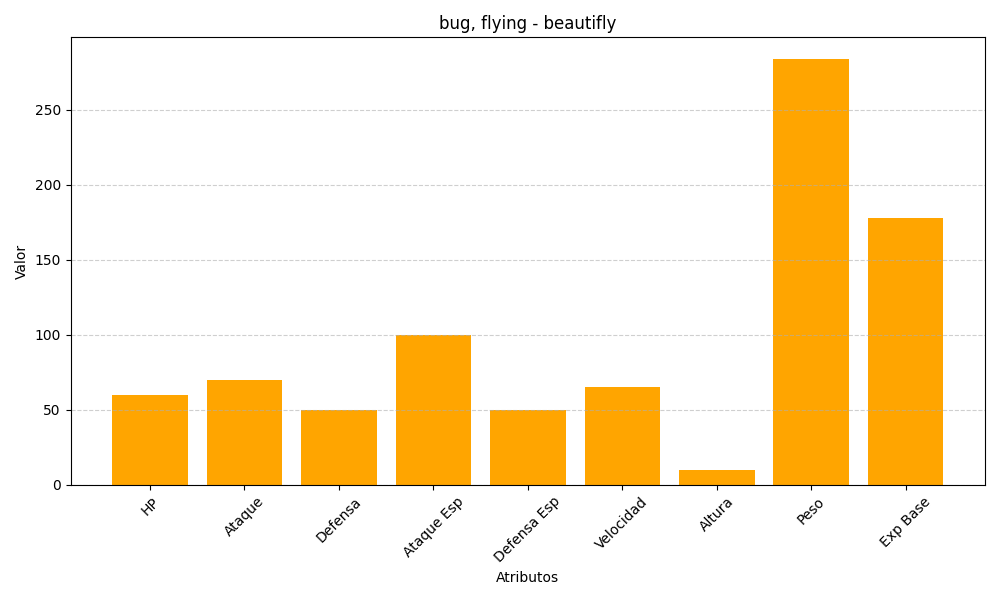 bug, flying - beautifly
Valor
250
200
150
100
50
0
HP
Ataque
Defensa
Ataque Esp
Defensa Esp
Velocidad
Altura
Peso
Exp Base
Atributos